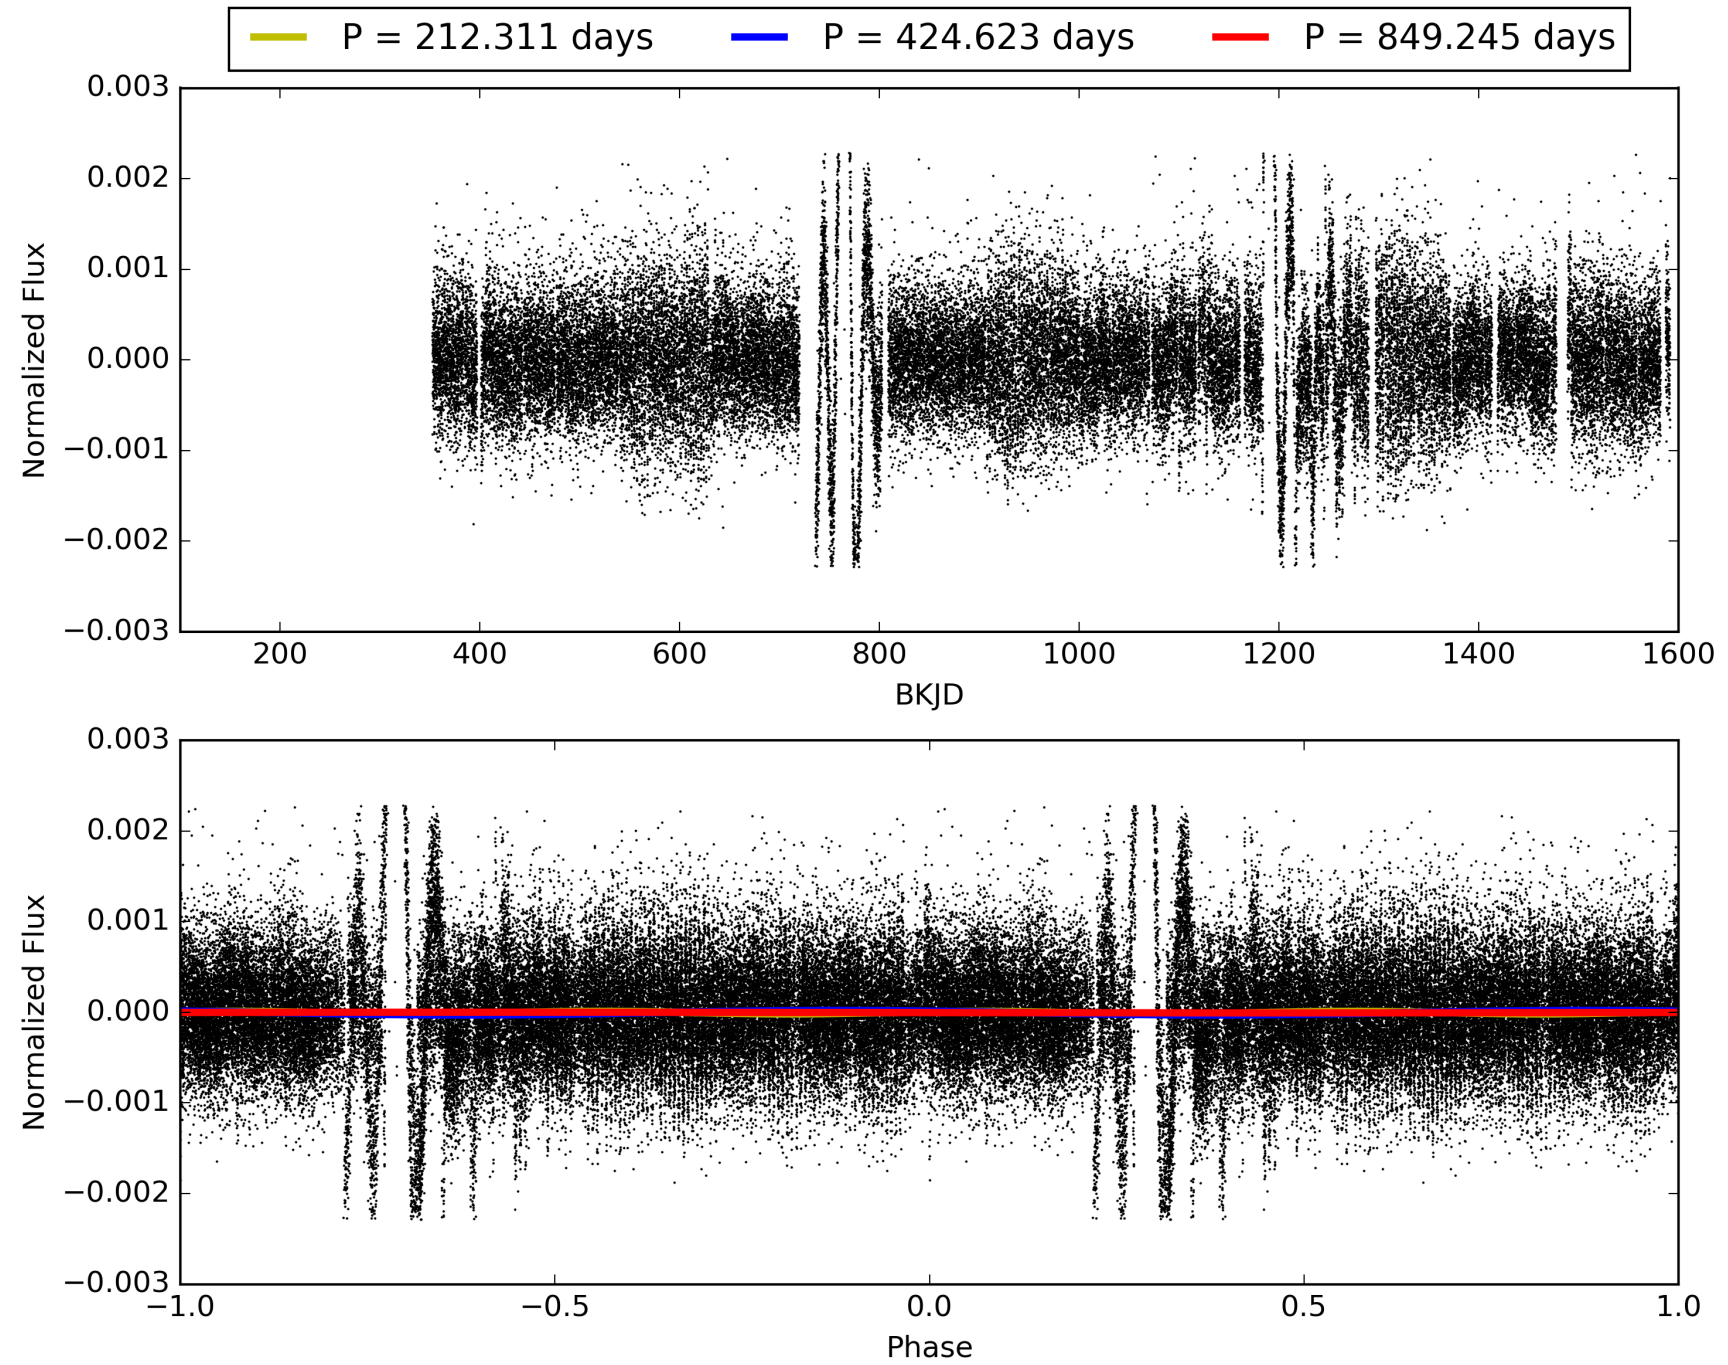 P = 212.311 days P = 424.623 days P = 849.245 days
0.003
0.002
0.001
0.000
−0.001
−0.002
−0.003
Normalized Flux
200 400 600 800 1000 1200 1400 1600
BKJD
0.003
0.002
0.001
0.000
−0.001
−0.002
−0.003
Normalized Flux
−1.0 −0.5 0.0 0.5 1.0
Phase